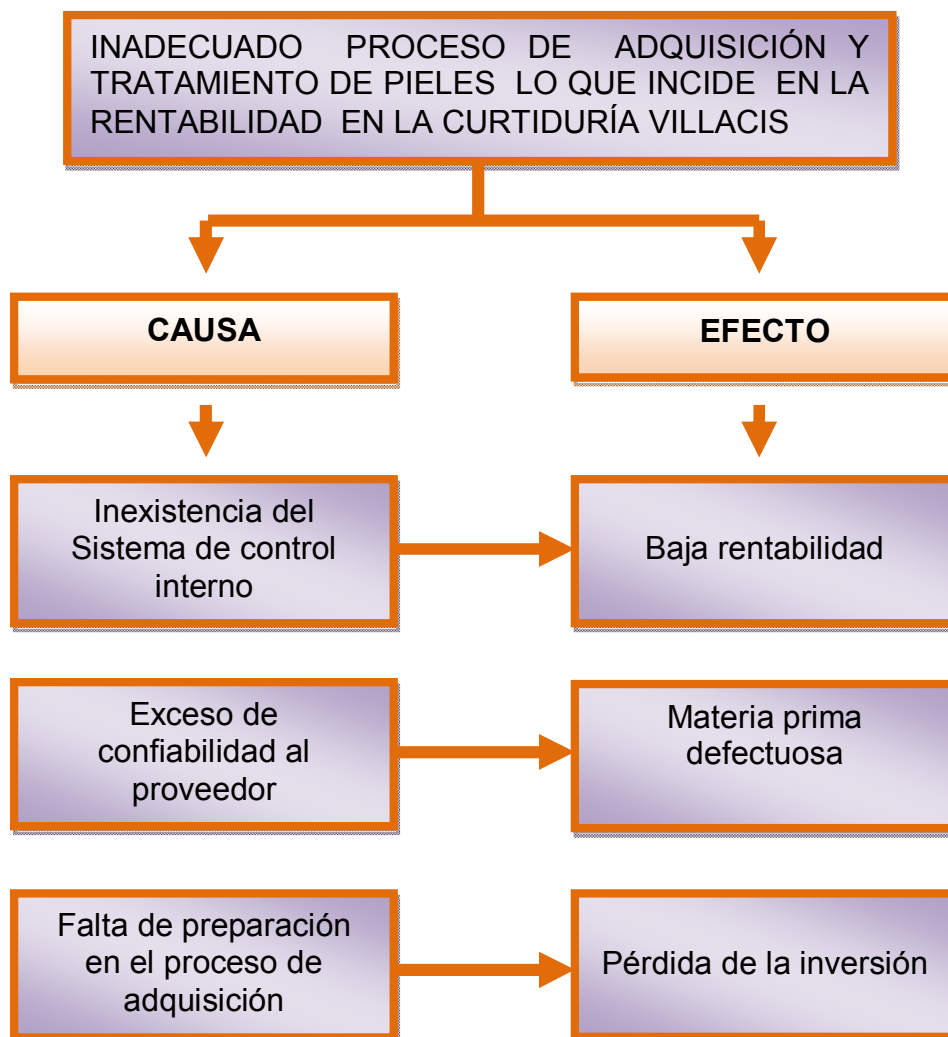 INADECUADO PROCESO DE ADQUISICIÓN Y
TRATAMIENTO DE PIELES LO QUE INCIDE EN LA
RENTABILIDAD EN LA CURTIDURÍA VILLACIS
CAUSA
EFECTO
Inexistencia del
Sistema de control
interno
Baja rentabilidad
Exceso de
confiabilidad al
proveedor
Materia prima
defectuosa
Falta de preparación
en el proceso de
adquisición
Pérdida de la inversión